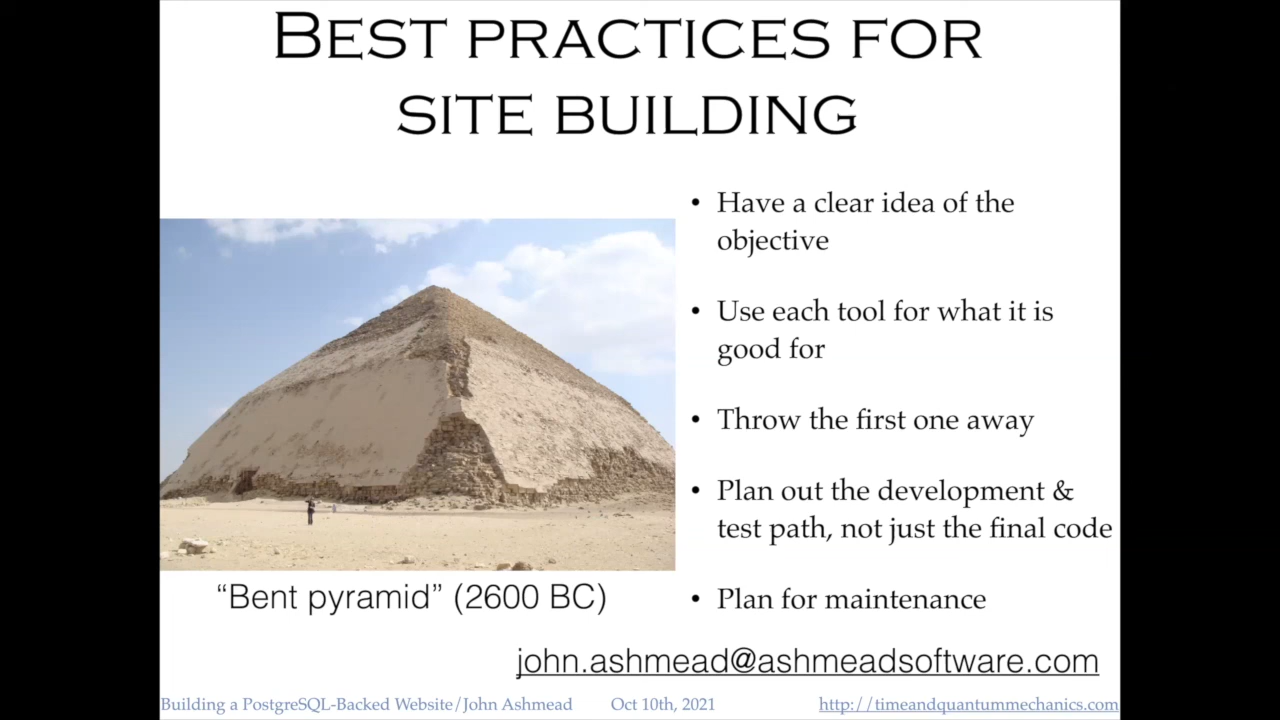 BEST PRACTICES FOR
SITE BUILDING
• Have a clear idea of the
objective
• Use each tool for what it is
good for
• Throw the first one away
• Plan out the development &
test path, not just the final code
• Plan for maintenance
“Bent pyramid” (2600 BC)
john.ashmead@ashmeadsoftware.com
Building a PostgreSQL-Backed Website/John Ashmead Oct 10th, 2021 http://timeandquantummechanics.com